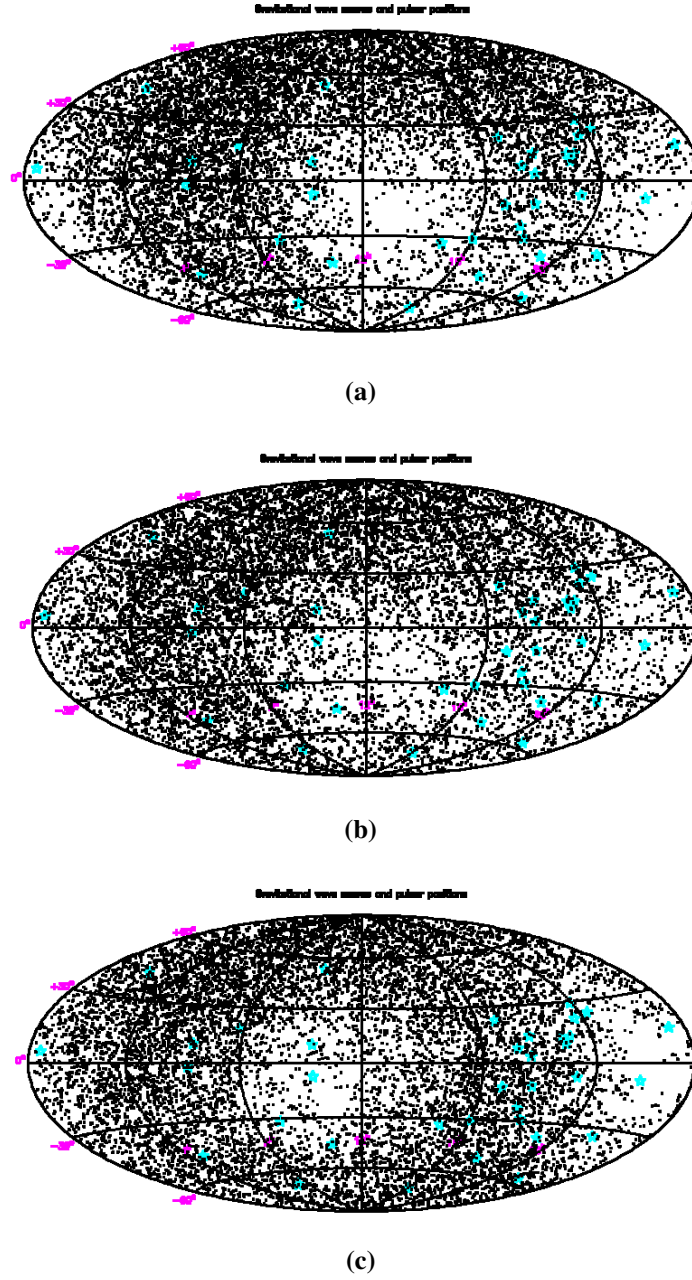 Gravitational wave sources and pulsar positions
+60°
+30°
0°
-30°
-60°
(a)
Gravitational wave sources and pulsar positions
+60°
+30°
0°
-30°
-60°
(b)
Gravitational wave sources and pulsar positions
+60°
+30°
0°
-30°
-60°
(c)